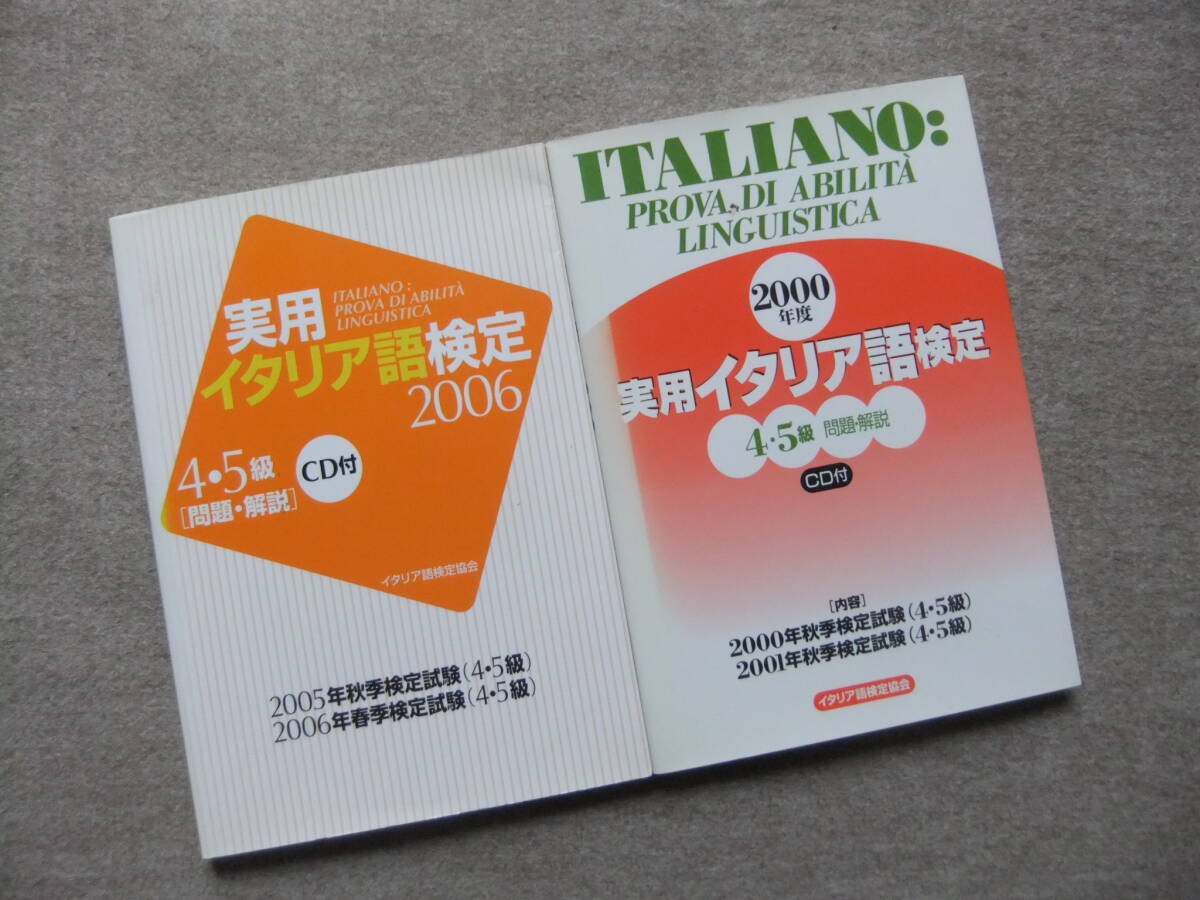 実用
ITALIANO :
PROVA DI ABILITÀ
LINGUISTICA
イタリア語検定
2006
4・5級
[問題・解説]
CD付
イタリア語検定協会
2005年秋季検定試験(4・5級)
2006年春季検定試験(4・5級)
ITALIANO:
PROVA DI ABILITÀ
LINGUISTICA
2000
年度
実用イタリア語検定
4・5級 問題・解説
CD付
[内容]
2000年秋季検定試験(4・5級)
2001年秋季検定試験(4・5級)
イタリア語検定協会